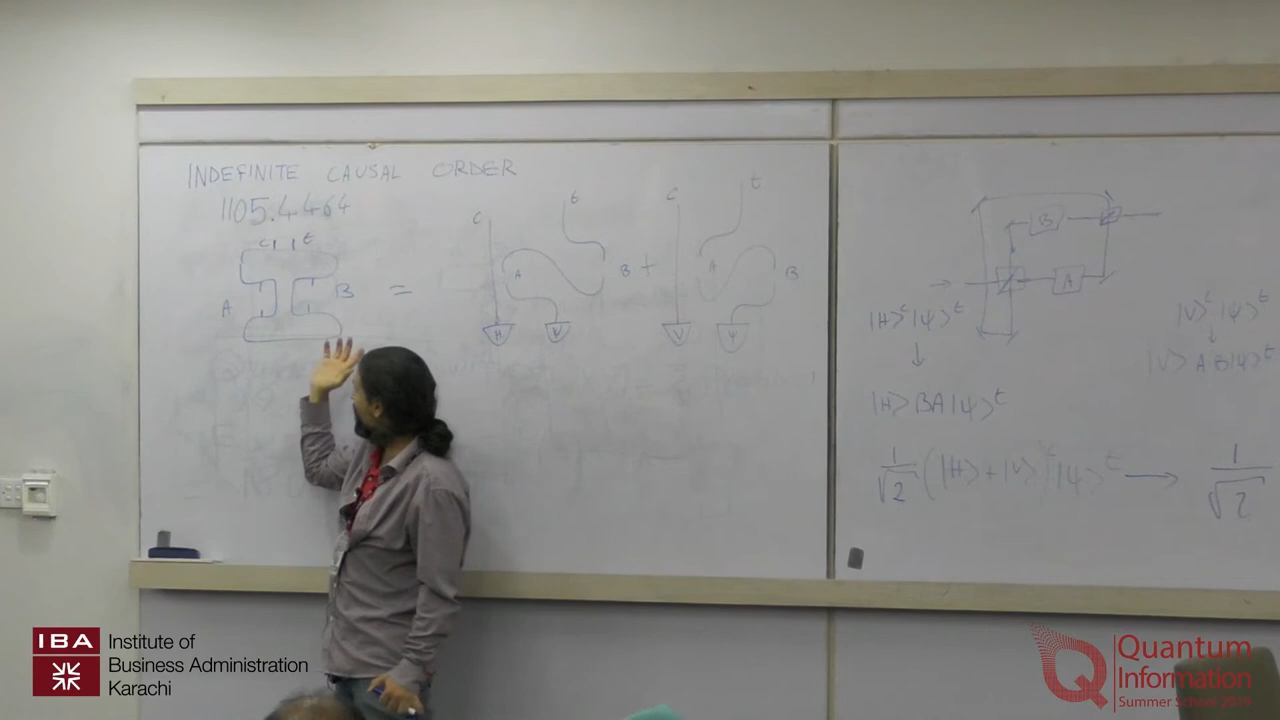 INDEFINITE CAUSAL ORDER
1105.4464
C t
A B =
C t
A B +
H ψ
C t
A B
V ψ
B
A
|H>ᶜ|ψ>ᵗ
↓
|H> BA|ψ>ᵗ
|V>ᶜ|ψ>ᵗ
↓
|V> AB|ψ>ᵗ
1/√2 (|H> + |V>)ᶜ|ψ>ᵗ → 1/√2
IBA
Institute of
Business Administration
Karachi
Quantum
Information
Summer School 2019